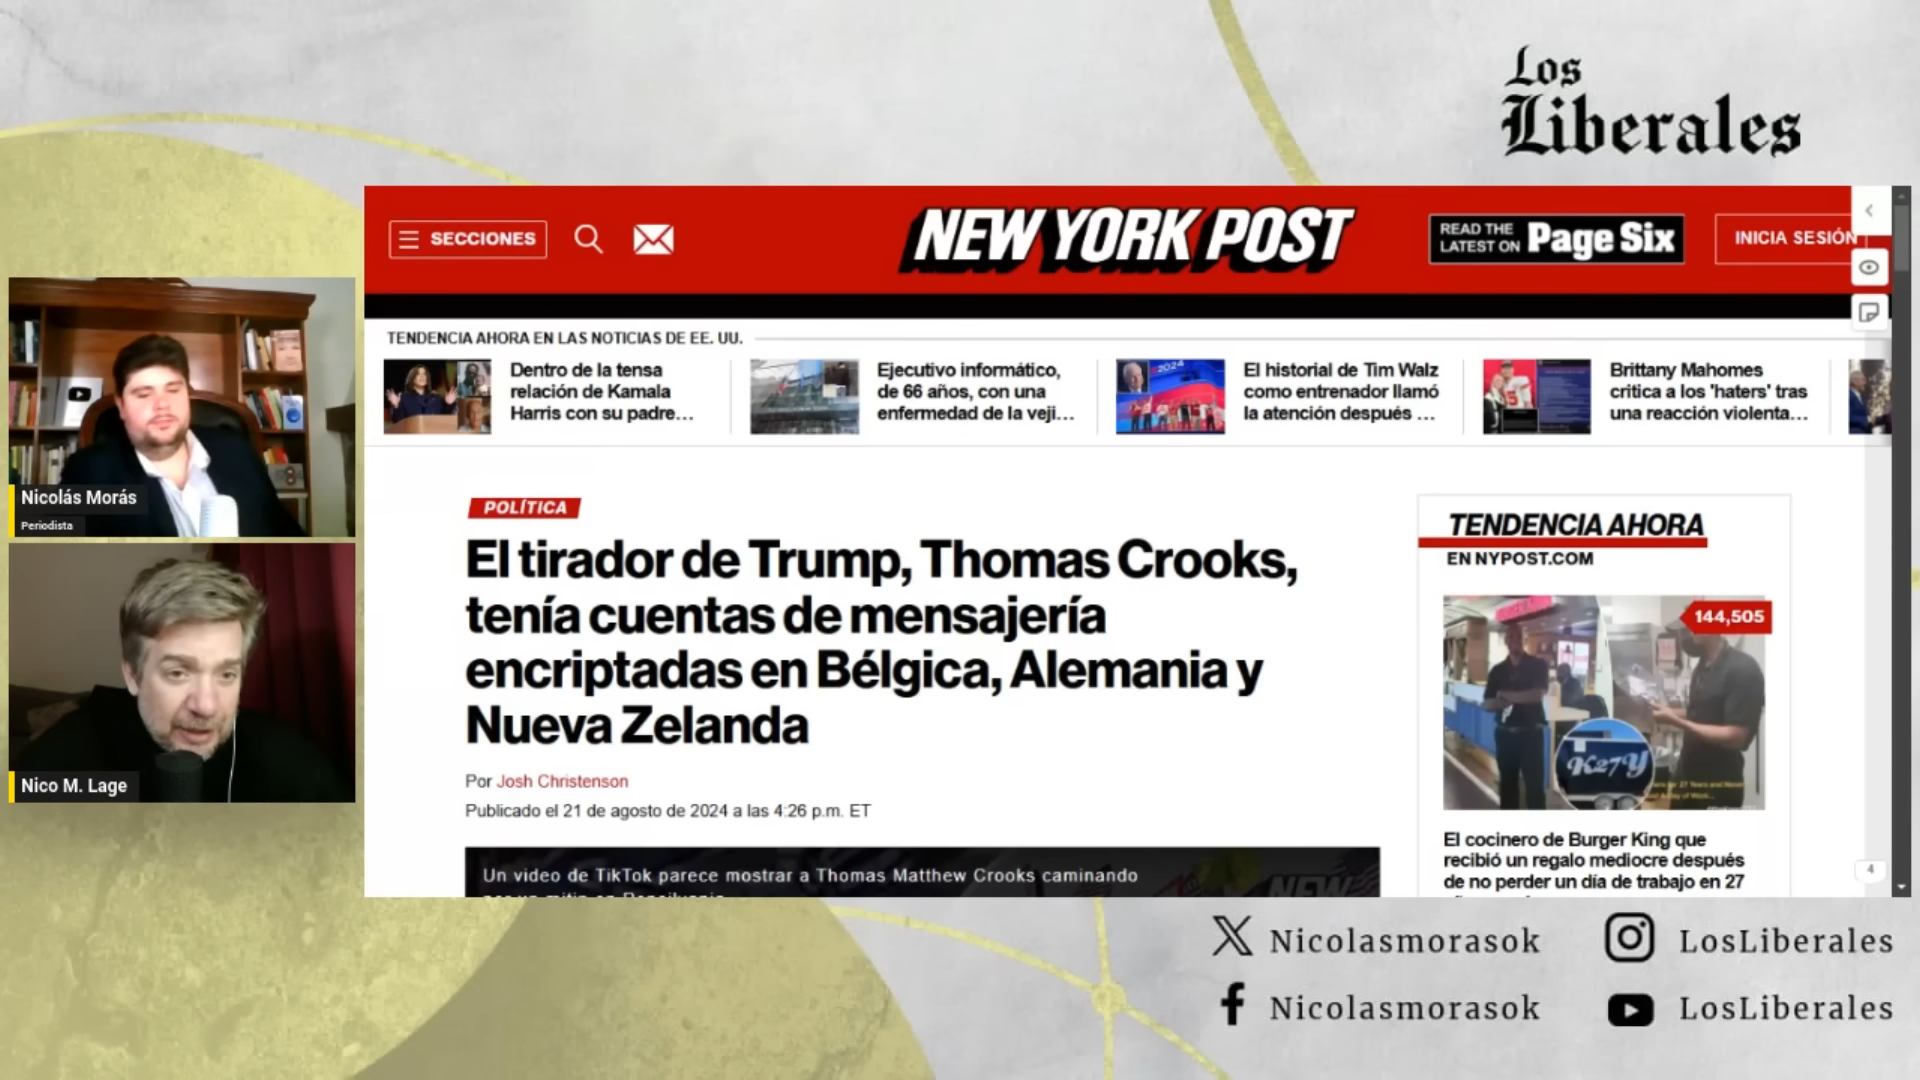 Los
Liberales
SECCIONES
NEW YORK POST
READ THE
LATEST ON
Page Six
INICIA SESIÓN
TENDENCIA AHORA EN LAS NOTICIAS DE EE. UU.
Dentro de la tensa
relación de Kamala
Harris con su padre...
Ejecutivo informático,
de 66 años, con una
enfermedad de la veji...
El historial de Tim Walz
como entrenador llamó
la atención después ...
Brittany Mahomes
critica a los 'haters' tras
una reacción violenta...
POLÍTICA
El tirador de Trump, Thomas Crooks,
tenía cuentas de mensajería
encriptadas en Bélgica, Alemania y
Nueva Zelanda
Por Josh Christenson
Publicado el 21 de agosto de 2024 a las 4:26 p.m. ET
Un video de TikTok parece mostrar a Thomas Matthew Crooks caminando
NEW
TENDENCIA AHORA
EN NYPOST.COM
144,505
K27Y
El cocinero de Burger King que
recibió un regalo mediocre después
de no perder un día de trabajo en 27
4
Nicolás Morás
Periodista
Nico M. Lage
Nicolasmorasok
LosLiberales
Nicolasmorasok
LosLiberales